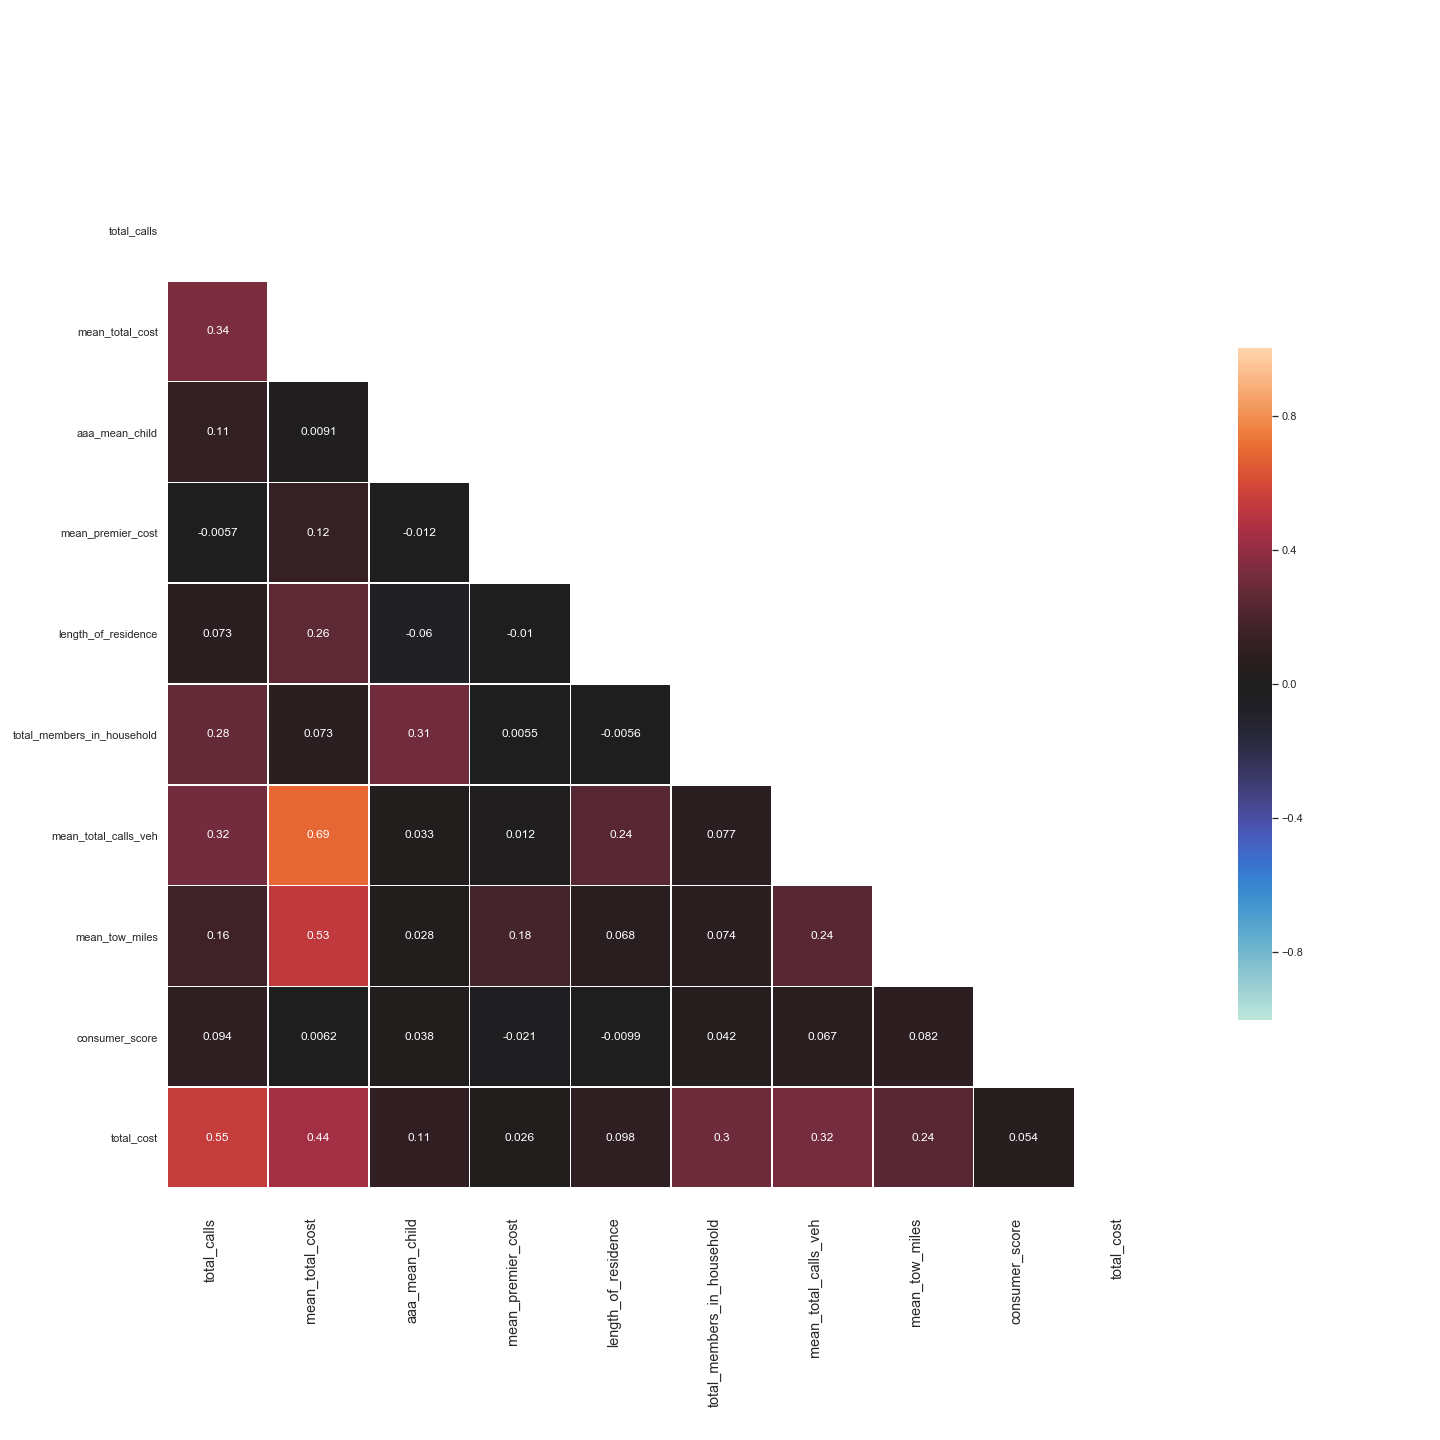 total_calls
mean_total_cost 0.34
aaa_mean_child 0.11 0.0091
mean_premier_cost -0.0057 0.12 -0.012
length_of_residence 0.073 0.26 -0.06 -0.01
total_members_in_household 0.28 0.073 0.31 0.0055 -0.0056
mean_total_calls_veh 0.32 0.69 0.033 0.012 0.24 0.077
mean_tow_miles 0.16 0.53 0.028 0.18 0.068 0.074 0.24
consumer_score 0.094 0.0062 0.038 -0.021 -0.0099 0.042 0.067 0.082
total_cost 0.55 0.44 0.11 0.026 0.098 0.3 0.32 0.24 0.054
total_calls
mean_total_cost
aaa_mean_child
mean_premier_cost
length_of_residence
total_members_in_household
mean_total_calls_veh
mean_tow_miles
consumer_score
total_cost
0.8
0.4
0.0
−0.4
−0.8